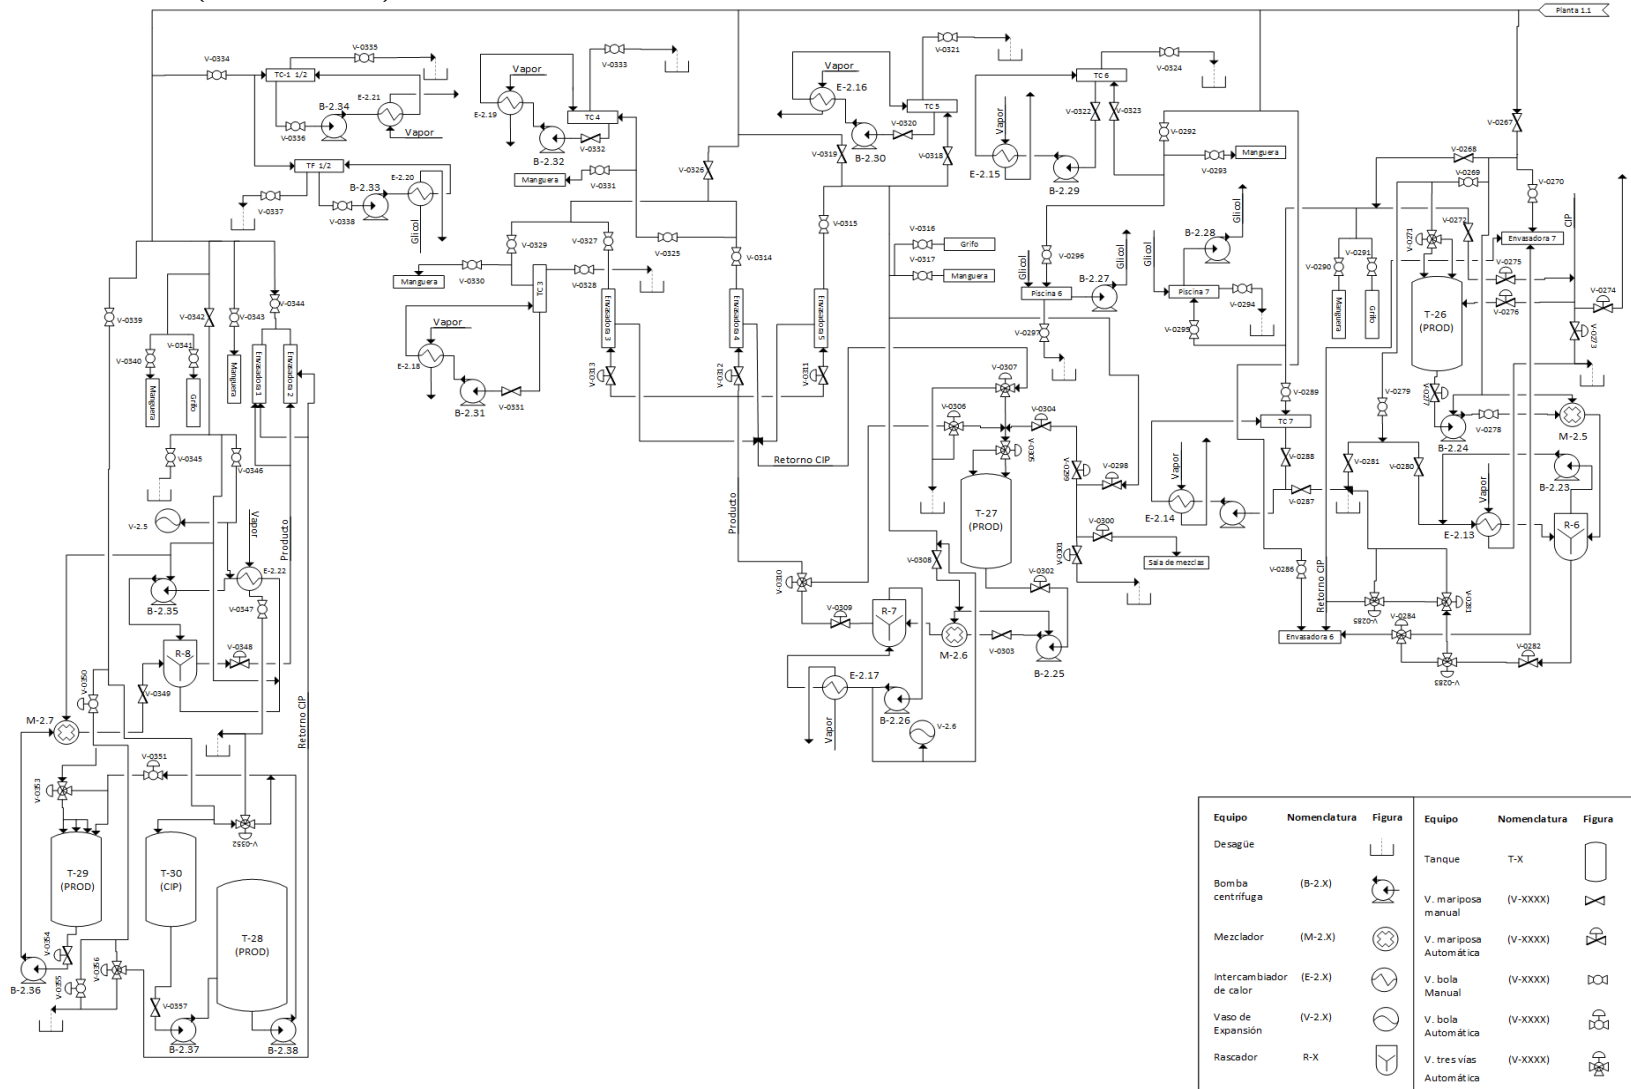 Planta 1.1
V-0334
V-0335
TC-1 1/2
E-2.21
B-2.34
V-0336
Vapor
TF 1/2
V-0337
B-2.33
E-2.20
V-0338
Glicol
Vapor
V-0333
E-2.19
TC 4
B-2.32
V-0332
Manguera
V-0331
V-0326
V-0329
V-0327
V-0325
V-0330
Manguera
TC 3
V-0328
V-0314
Vapor
E-2.18
B-2.31
V-0331
Envasadora 3
Envasadora 4
Envasadora 5
V-0313
V-0312
V-0311
V-0315
Vapor
E-2.16
V-0321
TC 5
V-0320
B-2.30
V-0319
V-0318
V-0316
Grifo
V-0317
Manguera
Retorno CIP
Producto
TC 6
V-0324
V-0322
V-0323
Vapor
E-2.15
B-2.29
V-0292
V-0293
Manguera
V-0296
Glicol
Piscina 6
B-2.27
Glicol
V-0297
Glicol
B-2.28
Glicol
Piscina 7
V-0294
V-0295
V-0267
V-0268
V-0269
V-0270
V-0271
V-0272
CIP
Envasadora 7
V-0275
V-0276
V-0274
V-0273
V-0290
V-0291
Manguera
Grifo
T-26
(PROD)
V-0277
B-2.24
V-0278
M-2.5
V-0279
V-0281
V-0280
B-2.23
Vapor
E-2.13
R-6
V-0289
TC 7
V-0288
V-0287
Vapor
E-2.14
V-0286
Retorno CIP
V-0285
V-0281
V-0284
V-0283
V-0282
Envasadora 6
V-0307
V-0306
V-0304
V-0305
V-0299
V-0298
T-27
(PROD)
V-0300
V-0301
Sala de mezclas
V-0302
V-0308
V-0310
V-0309
R-7
M-2.6
V-0303
B-2.25
E-2.17
B-2.26
V-2.6
Vapor
V-0339
V-0342
V-0343
V-0344
V-0340
V-0341
Manguera
Grifo
Manguera
Envasadora 1
Envasadora 2
V-0345
V-0346
V-2.5
Vapor
Producto
E-2.22
B-2.35
V-0347
R-8
V-0348
V-0349
V-0350
M-2.7
Retorno CIP
V-0351
V-0353
V-0352
T-29
(PROD)
T-30
(CIP)
T-28
(PROD)
V-0354
V-0355
V-0356
B-2.36
V-0357
B-2.37
B-2.38
Equipo Nomenclatura Figura
Desagüe
Bomba (B-2.X)
centrífuga
Mezclador (M-2.X)
Intercambiador (E-2.X)
de calor
Vaso de (V-2.X)
Expansión
Rascador R-X
Equipo Nomenclatura Figura
Tanque T-X
V. mariposa (V-XXXX)
manual
V. mariposa (V-XXXX)
Automática
V. bola (V-XXXX)
Manual
V. bola (V-XXXX)
Automática
V. tres vías (V-XXXX)
Automática